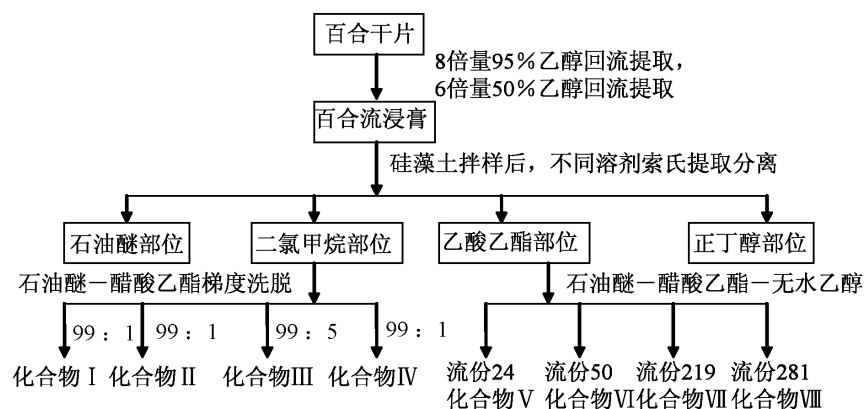 百合干片
8倍量95%乙醇回流提取，
6倍量50%乙醇回流提取
百合流浸膏
硅藻土拌样后，不同溶剂索氏提取分离
石油醚部位 二氯甲烷部位 乙酸乙酯部位 正丁醇部位
石油醚－醋酸乙酯梯度洗脱 石油醚－醋酸乙酯－无水乙醇
99：1 99：1 99：5 99：1
化合物Ⅰ 化合物Ⅱ 化合物Ⅲ 化合物Ⅳ
流份24 流份50 流份219 流份281
化合物Ⅴ 化合物Ⅵ 化合物Ⅶ 化合物Ⅷ